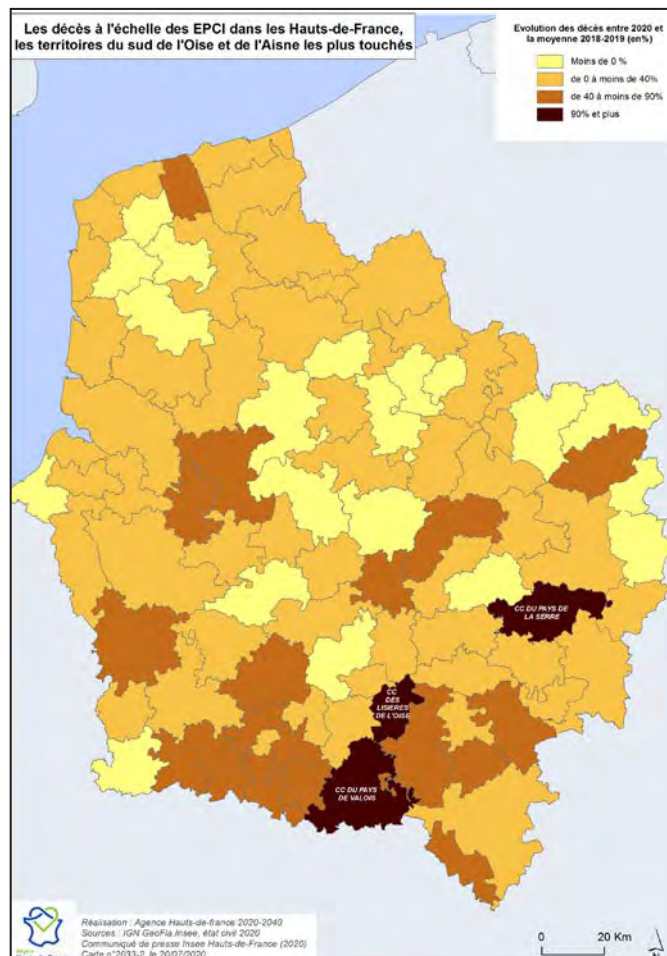 Les décès à l'échelle des EPCI dans les Hauts-de-France,
les territoires du sud de l'Oise et de l'Aisne les plus touchés
Evolution des décès entre 2020 et
la moyenne 2018-2019 (en%)
Moins de 0 %
de 0 à moins de 40%
de 40 à moins de 90%
90% et plus
CC DU PAYS DE
LA SERRE
CC
DES
LISIERES
DE L'OISE
CC DU PAYS
DE VALOIS
Réalisation : Agence Hauts-de-france 2020-2040
Sources : IGN GeoFla.Insee, état civil 2020
Communiqué de presse Insee Hauts-de-France (2020)
Carte n°2033-2, le 20/07/2020
0 20 Km